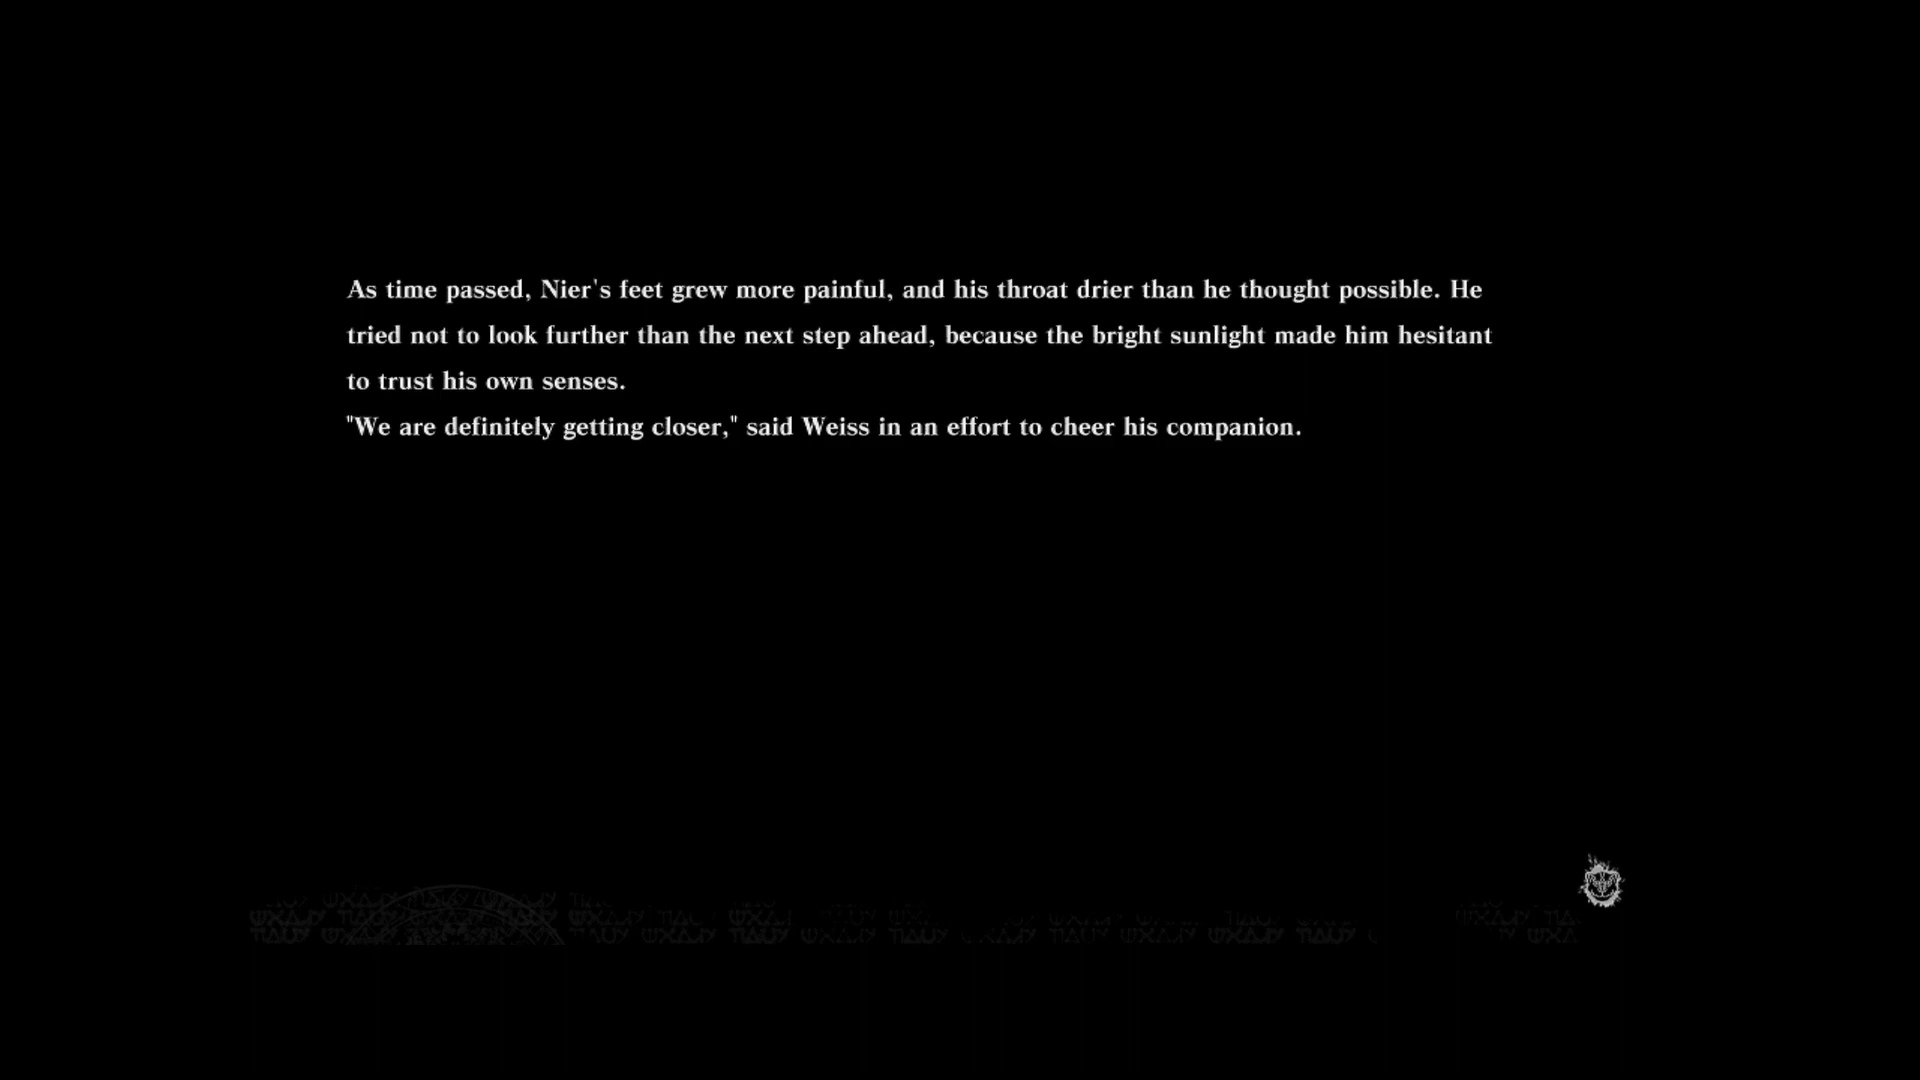 As time passed, Nier's feet grew more painful, and his throat drier than he thought possible. He
tried not to look further than the next step ahead, because the bright sunlight made him hesitant
to trust his own senses.
"We are definitely getting closer," said Weiss in an effort to cheer his companion.